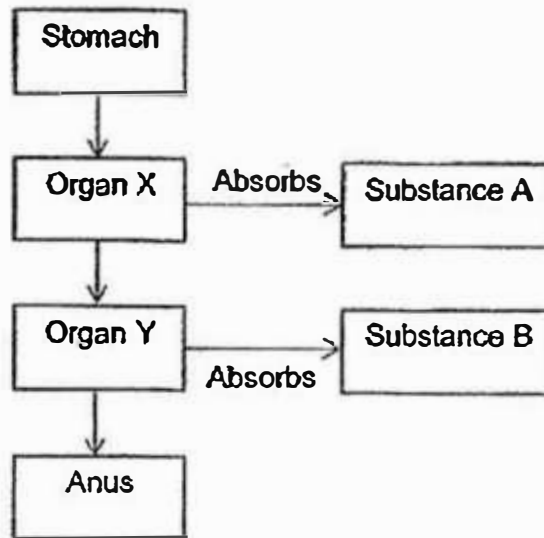 Stomach
Organ X
Absorbs
Substance A
Organ Y
Absorbs
Substance B
Anus